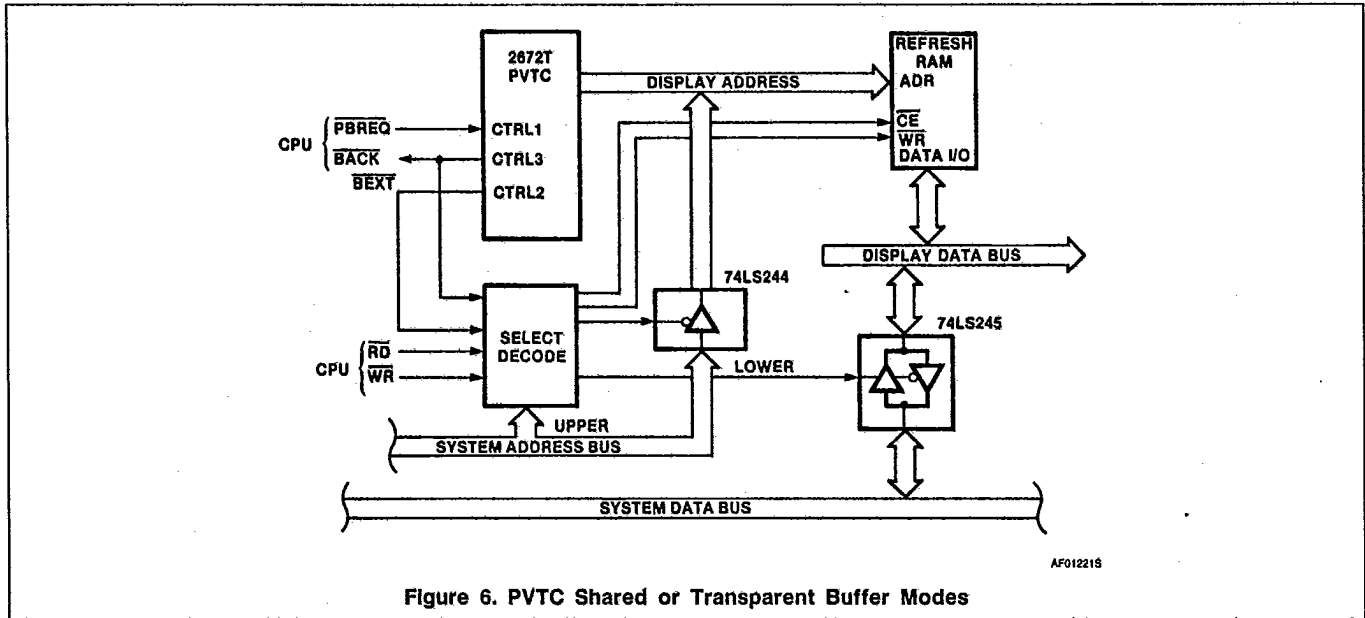 2672T
PVTC
REFRESH
RAM
ADR
DISPLAY ADDRESS
CPU
PBREQ
CTRL1
CE
WR
DATA I/O
BACK
CTRL3
BEXT
CTRL2
DISPLAY DATA BUS
74LS244
74LS245
SELECT
DECODE
CPU
RD
WR
LOWER
UPPER
SYSTEM ADDRESS BUS
SYSTEM DATA BUS
AF01221S
Figure 6. PVTC Shared or Transparent Buffer Modes